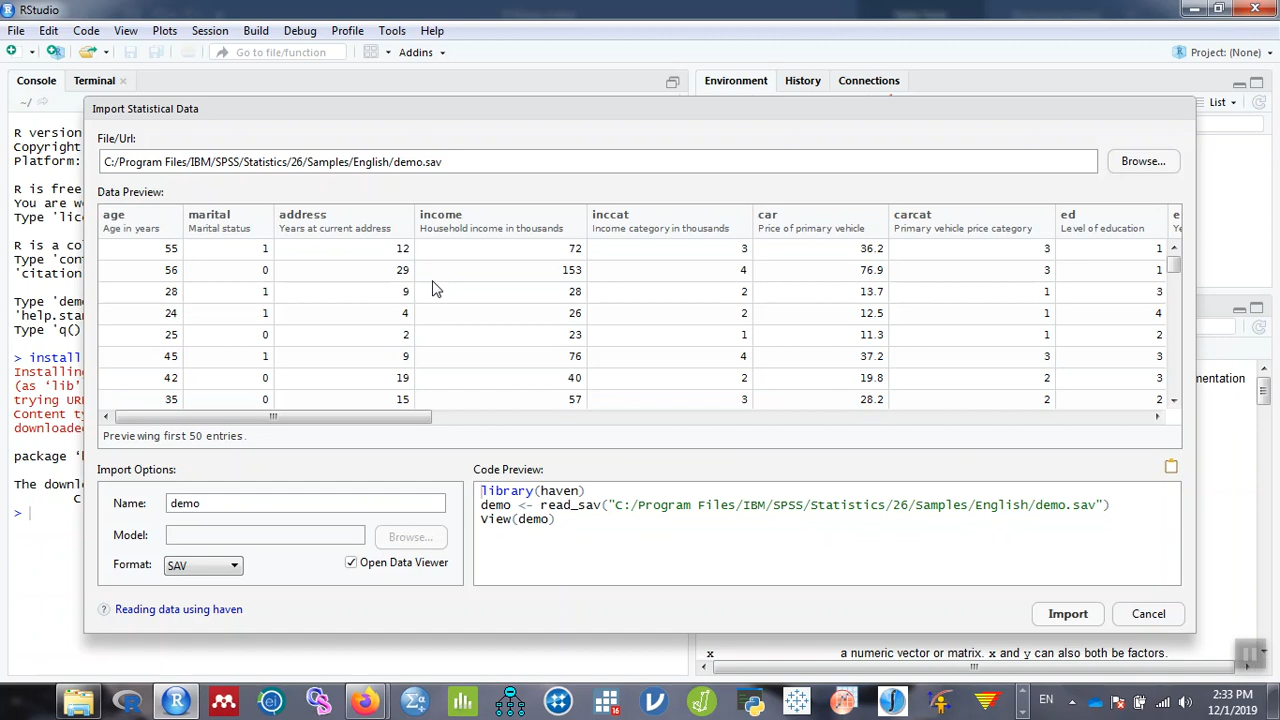 RStudio
File Edit Code View Plots Session Build Debug Profile Tools Help
Go to file/function Addins Project: (None)
Console Terminal Environment History Connections
~/ List
Import Statistical Data
R version
Copyright
Platform:
R is free
You are we
Type 'lice
R is a col
'citation
Type 'demo
'help.star
Type 'q()
> install
Installing
(as ‘lib’
trying URL
Content ty
downloaded
package ‘h
The downlo
C
>
File/Url:
C:/Program Files/IBM/SPSS/Statistics/26/Samples/English/demo.sav Browse...
Data Preview:
age marital address income inccat car carcat ed e
Age in years Marital status Years at current address Household income in thousands Income category in thousands Price of primary vehicle Primary vehicle price category Level of education Ye
55 1 12 72 3 36.2 3 1
56 0 29 153 4 76.9 3 1
28 1 9 28 2 13.7 1 3
24 1 4 26 2 12.5 1 4
25 0 2 23 1 11.3 1 2
45 1 9 76 4 37.2 3 3
42 0 19 40 2 19.8 2 3
35 0 15 57 3 28.2 2 2
Previewing first 50 entries.
mentation
Import Options: Code Preview:
Name: demo
Model: Browse...
Format: SAV Open Data Viewer
library(haven)
demo <- read_sav("C:/Program Files/IBM/SPSS/Statistics/26/Samples/English/demo.sav")
View(demo)
Reading data using haven
Import Cancel
x a numeric vector or matrix. x and y can also both be factors.
EN
2:33 PM
12/1/2019